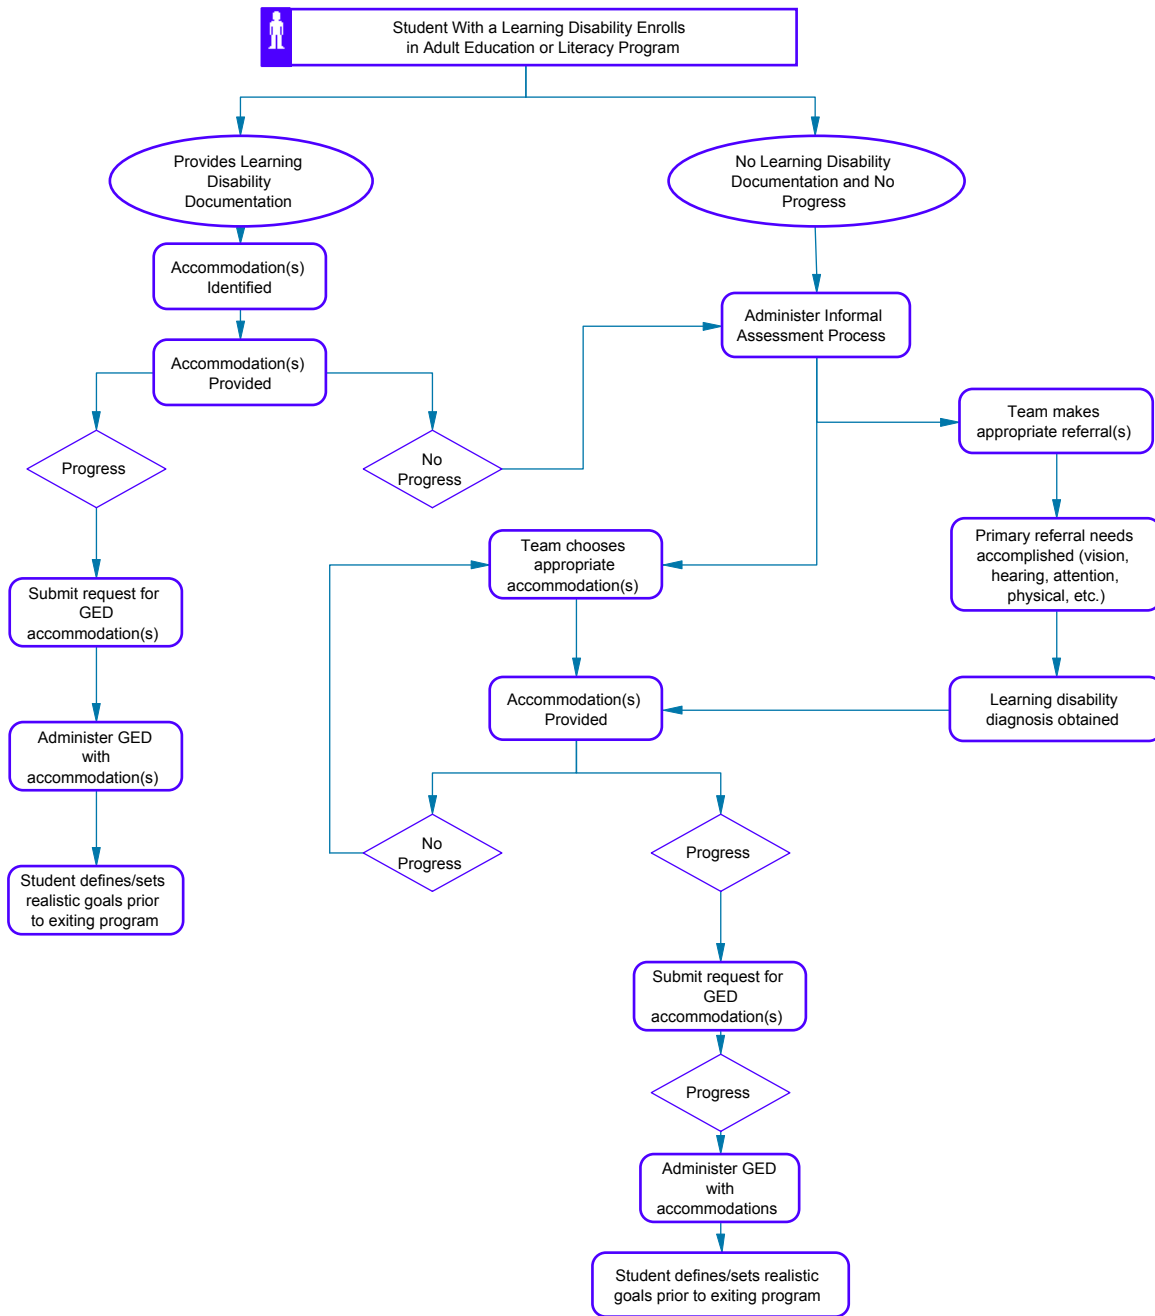 Student With a Learning Disability Enrolls
in Adult Education or Literacy Program
Provides Learning
Disability
Documentation
No Learning Disability
Documentation and No
Progress
Accommodation(s)
Identified
Administer Informal
Assessment Process
Accommodation(s)
Provided
Team makes
appropriate referral(s)
Progress
No
Progress
Team chooses
appropriate
accommodation(s)
Primary referral needs
accomplished (vision,
hearing, attention,
physical, etc.)
Submit request for
GED
accommodation(s)
Accommodation(s)
Provided
Learning disability
diagnosis obtained
Administer GED
with
accommodation(s)
No
Progress
Progress
Student defines/sets
realistic goals prior
to exiting program
Submit request for
GED
accommodation(s)
Progress
Administer GED
with
accommodations
Student defines/sets realistic
goals prior to exiting program